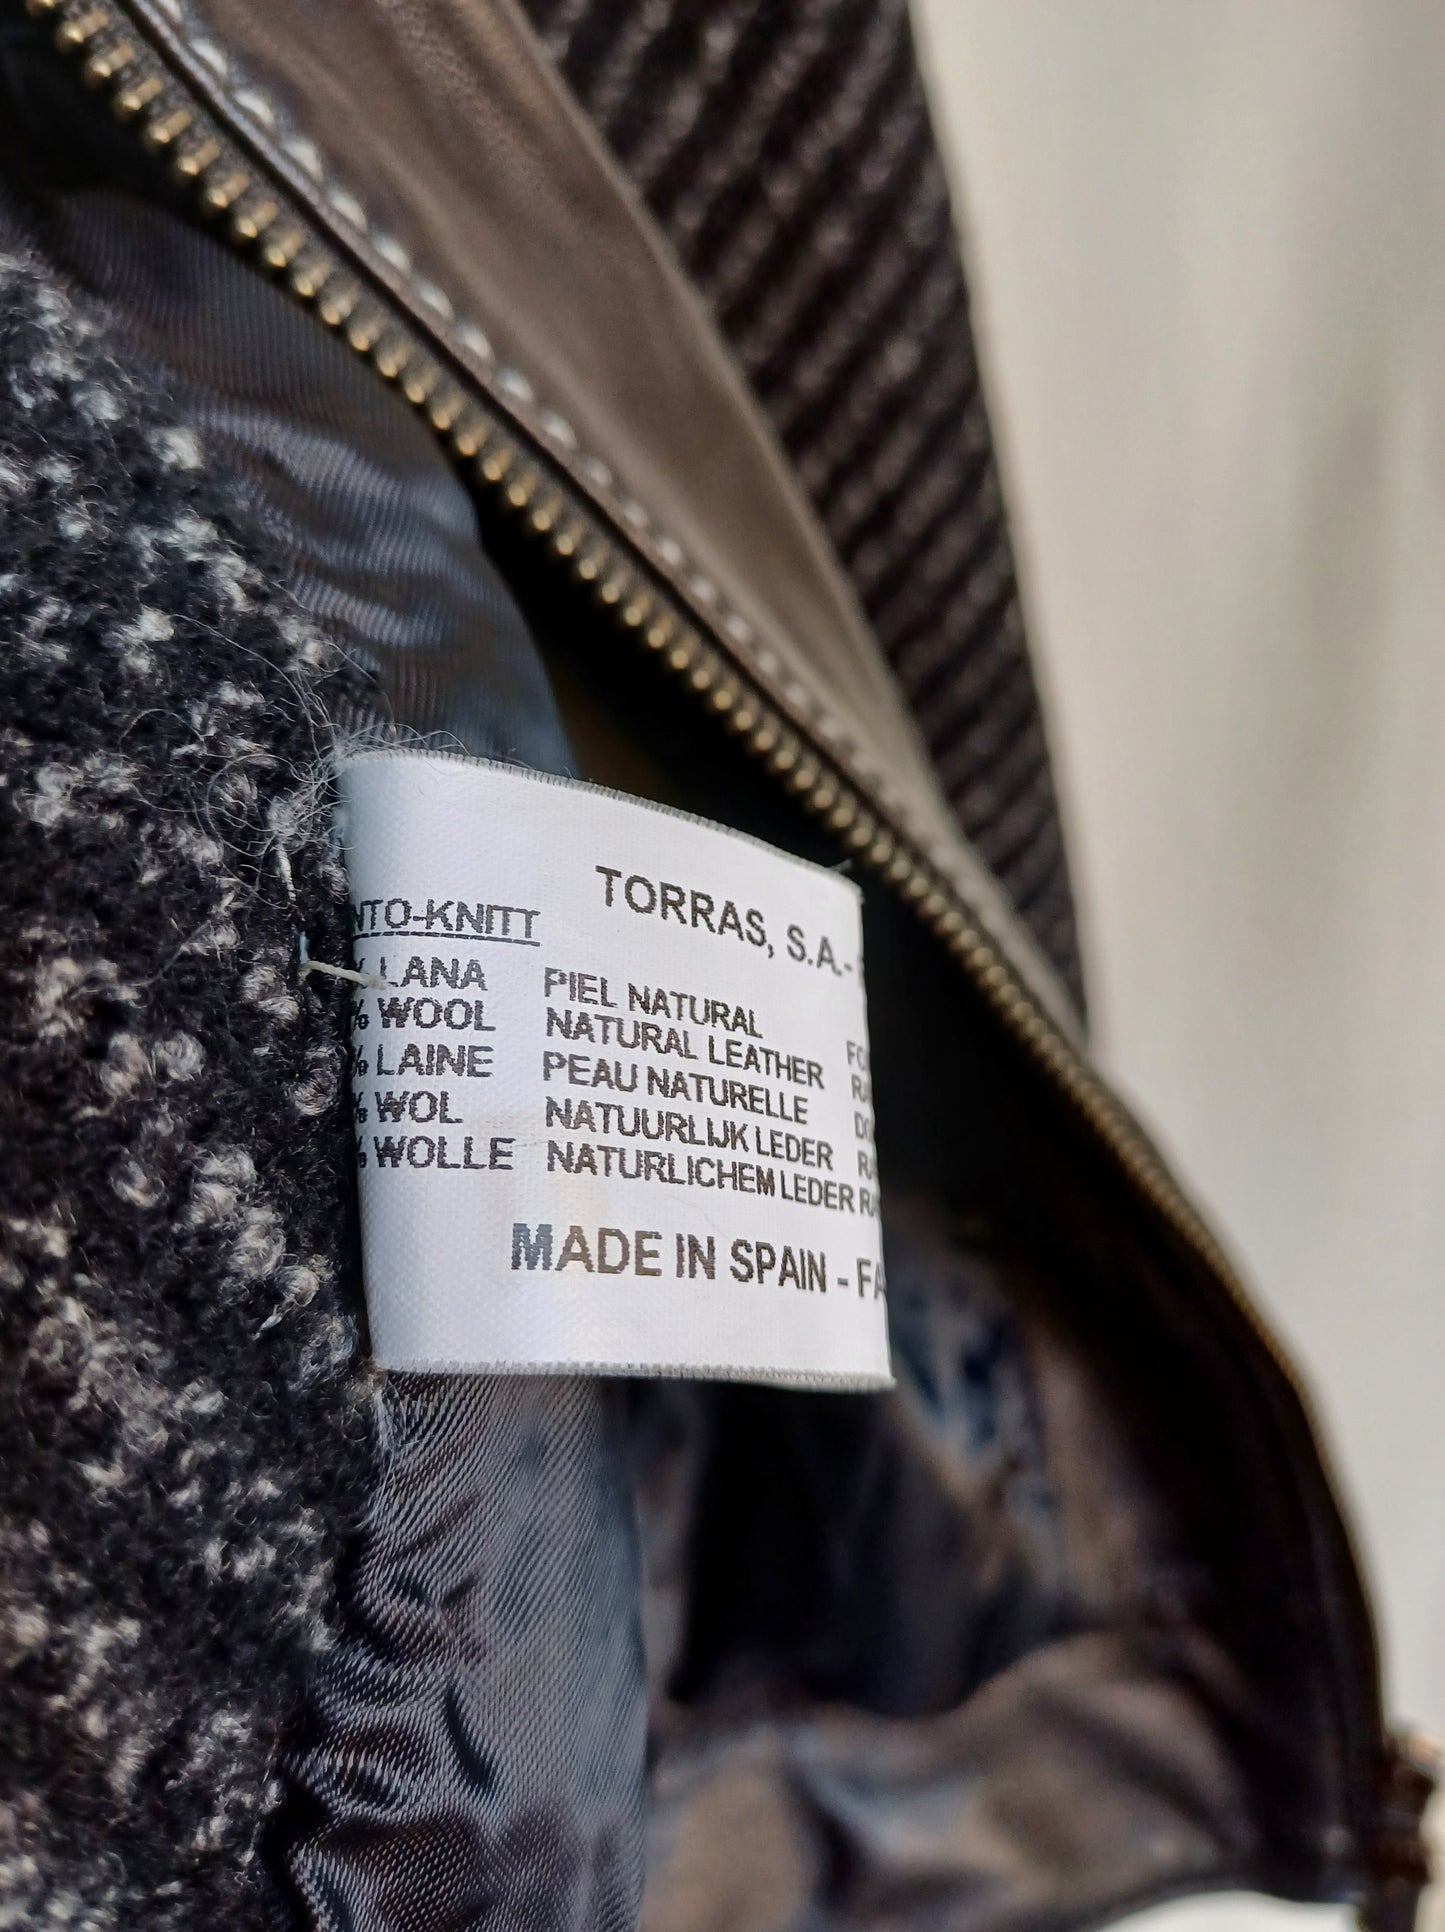 TORRAS, S.A.-
NTO-KNITT
% LANA PIEL NATURAL
% WOOL NATURAL LEATHER
% LAINE PEAU NATURELLE
% WOL NATUURLIJK LEDER
% WOLLE NATURLICHEM LEDER
MADE IN SPAIN -